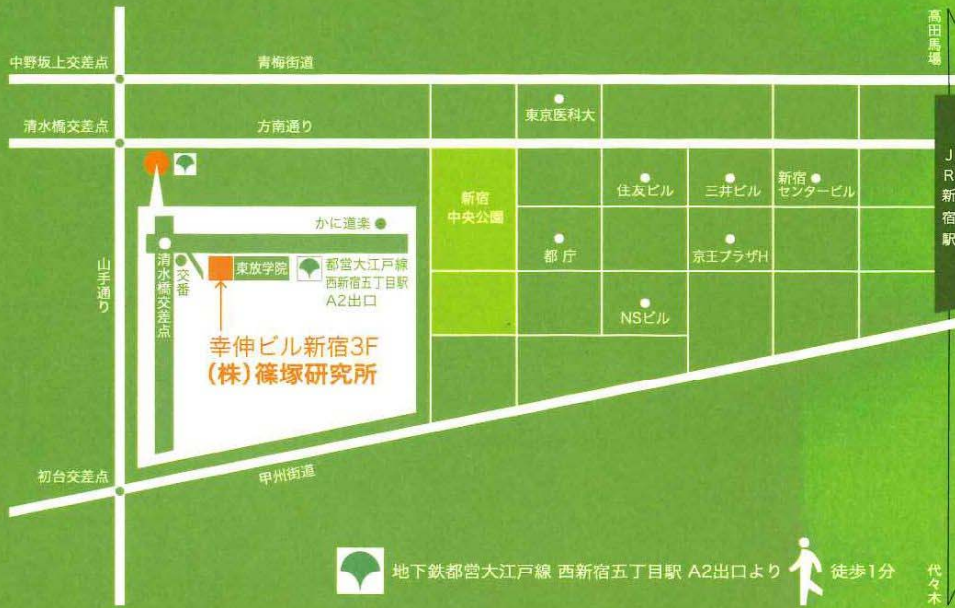 高田馬場
中野坂上交差点
青梅街道
東京医科大
清水橋交差点
方南通り
JR新宿駅
新宿
中央公園
住友ビル
三井ビル
新宿
センタービル
かに道楽
都庁
京王プラザH
山手通り
清水橋交差点
交番
東放学院
都営大江戸線
西新宿五丁目駅
A2出口
NSビル
幸伸ビル新宿3F
(株)篠塚研究所
初台交差点
甲州街道
地下鉄都営大江戸線 西新宿五丁目駅 A2出口より
徒歩1分
代々木